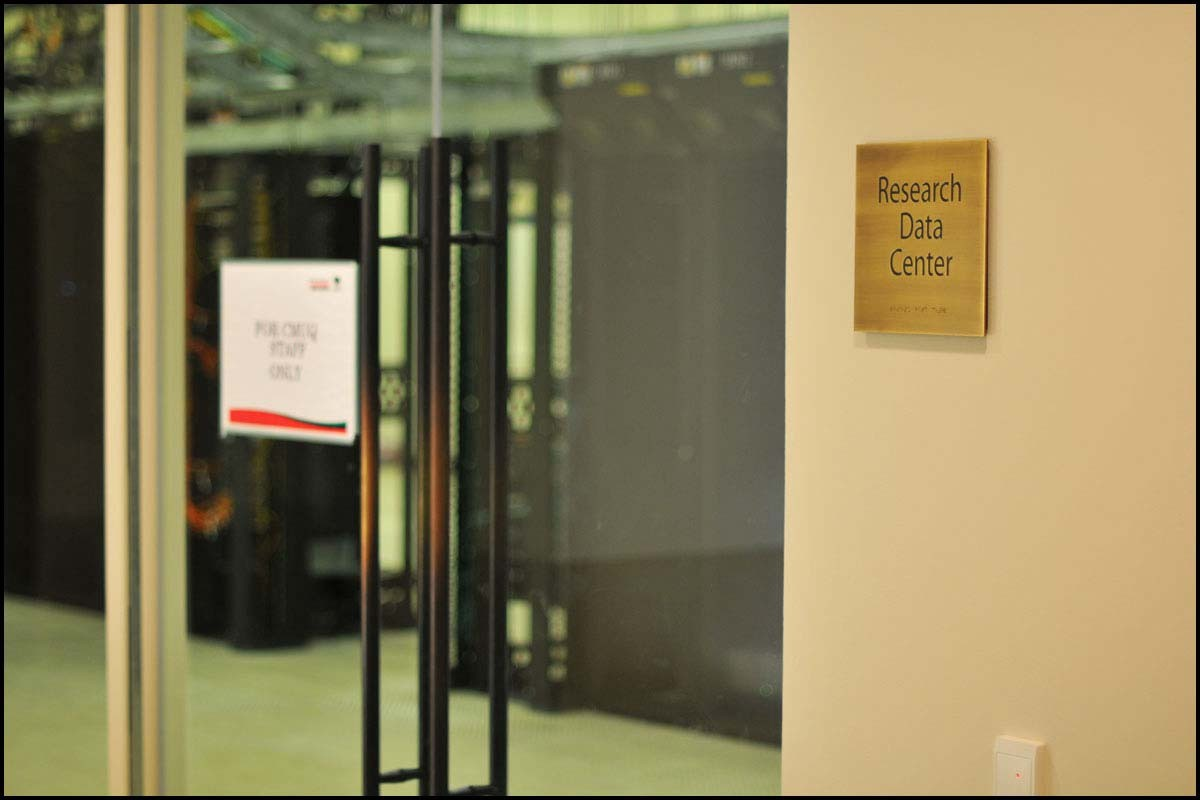 FOR CMUQ
STAFF
ONLY
Research
Data
Center